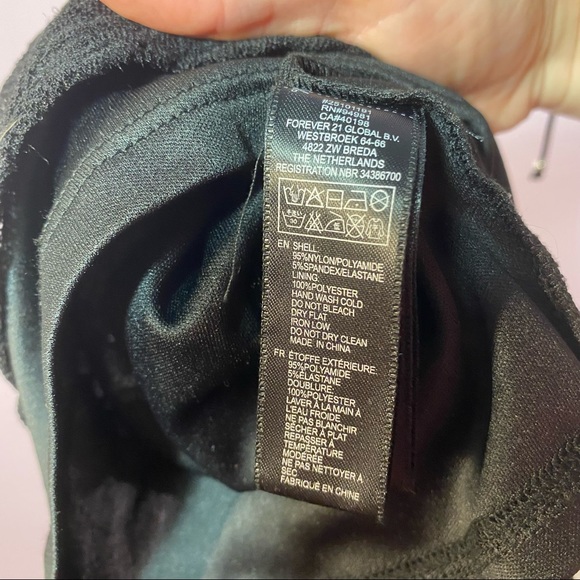 RN#94981
CA#40198
FOREVER 21 GLOBAL B.V.
WESTBROEK 64-66
4822 ZW BREDA
THE NETHERLANDS
REGISTRATION NBR 34386700
EN SHELL:
95%NYLON/POLYAMIDE
5%SPANDEX/ELASTANE
LINING:
100%POLYESTER
HAND WASH COLD
DO NOT BLEACH
DRY FLAT
IRON LOW
DO NOT DRY CLEAN
MADE IN CHINA
FR ÉTOFFE EXTÉRIEURE:
95%POLYAMIDE
5%ÉLASTANE
DOUBLURE:
100%POLYESTER
LAVER À LA MAIN À
L'EAU FROIDE
NE PAS BLANCHIR
SÉCHER À PLAT
REPASSER À
TEMPÉRATURE
MODÉRÉE
NE PAS NETTOYER À
SEC
FABRIQUÉ EN CHINE